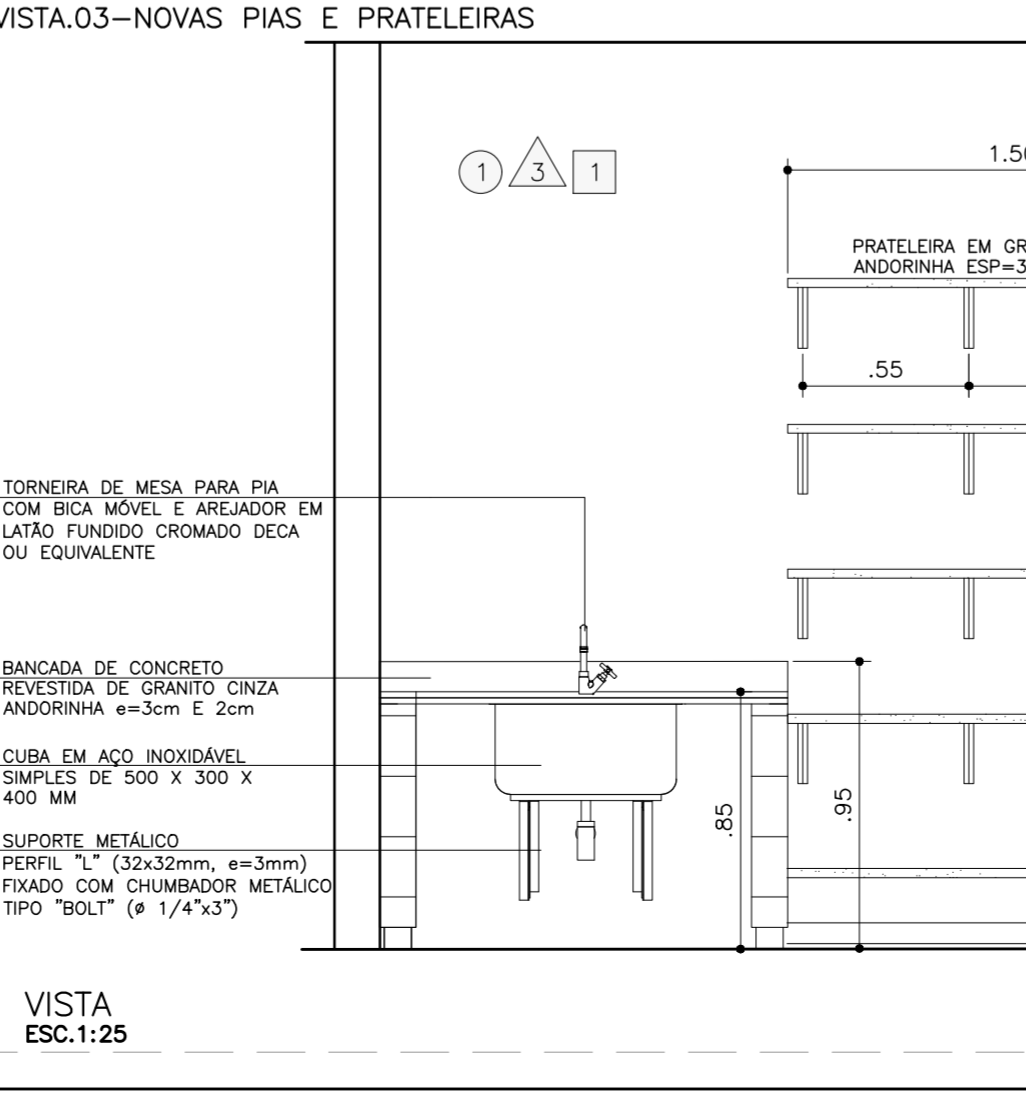 VISTA.03-NOVAS PIAS E PRATELEIRAS
1 3 1
PRATELEIRA EM
ANDORINHA
.55
TORNEIRA DE MESA PARA PIA
COM BICA MÓVEL E AREJADOR EM
LATÃO FUNDIDO CROMADO DECA
OU EQUIVALENTE
BANCADA DE CONCRETO
REVESTIDA DE GRANITO CINZA
ANDORINHA e=3cm E 2cm
CUBA EM AÇO INOXIDÁVEL
SIMPLES DE 500 X 300 X
400 MM
SUPORTE METÁLICO
PERFIL "L" (32x32mm, e=3mm)
FIXADO COM CHUMBADOR METÁLICO
TIPO "BOLT" (ø 1/4"x3")
.85
.95
VISTA
ESC.1:25